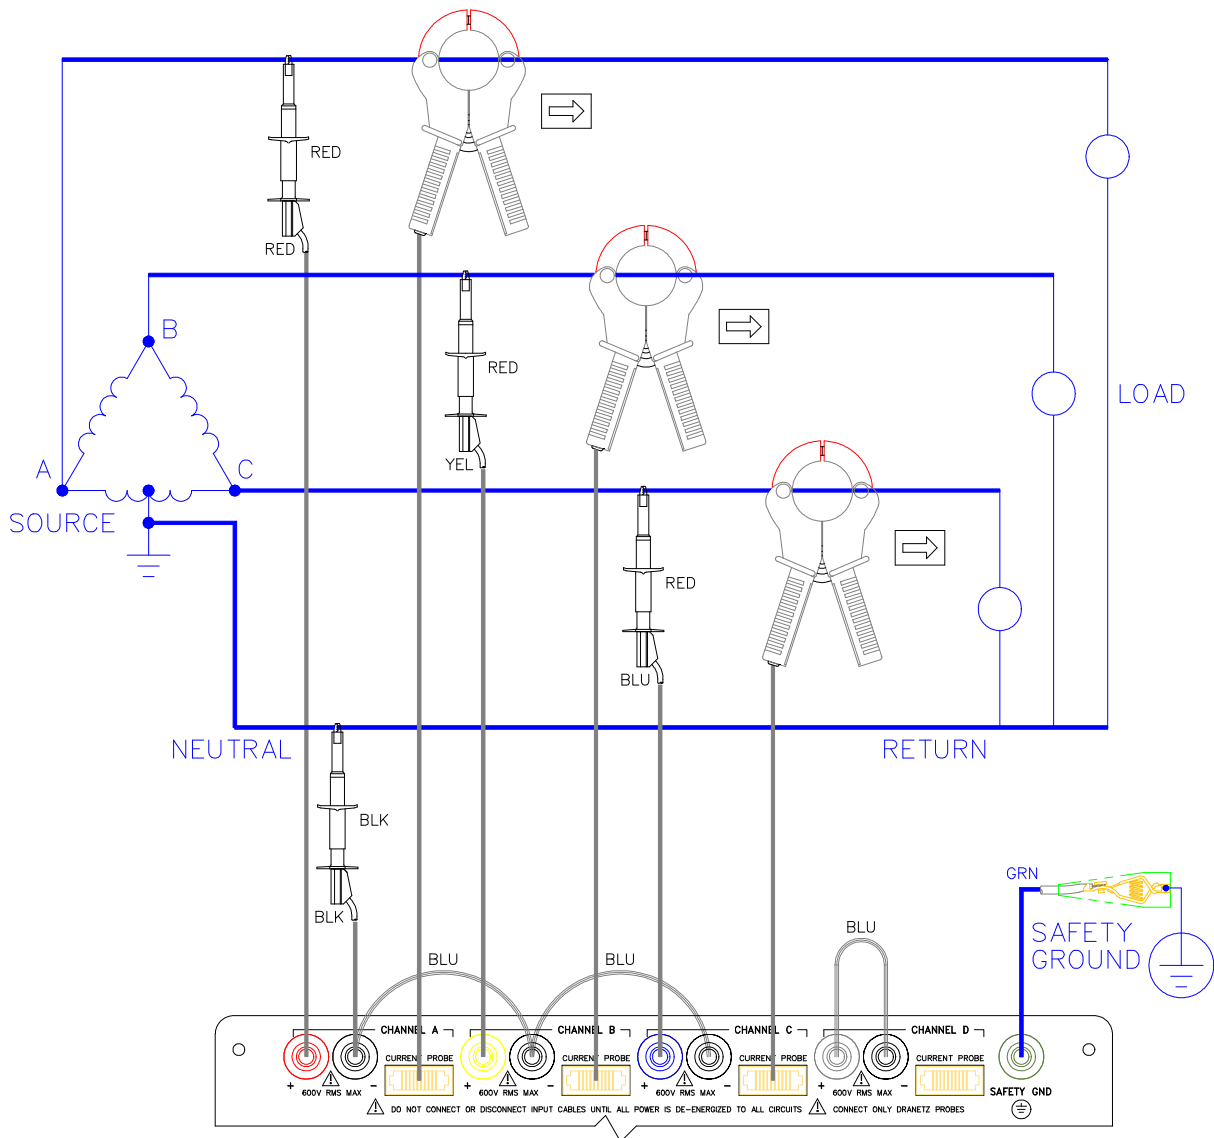 RED
RED
B
RED
LOAD
YEL
A
C
SOURCE
RED
BLU
NEUTRAL
RETURN
BLK
BLK
GRN
SAFETY
GROUND
BLU
BLU
BLU
CHANNEL A
CHANNEL B
CHANNEL C
CHANNEL D
CURRENT PROBE
CURRENT PROBE
CURRENT PROBE
CURRENT PROBE
+ 600V RMS MAX -
+ 600V RMS MAX -
+ 600V RMS MAX -
+ 600V RMS MAX -
SAFETY GND
DO NOT CONNECT OR DISCONNECT INPUT CABLES UNTIL ALL POWER IS DE-ENERGIZED TO ALL CIRCUITS
CONNECT ONLY DRANETZ PROBES